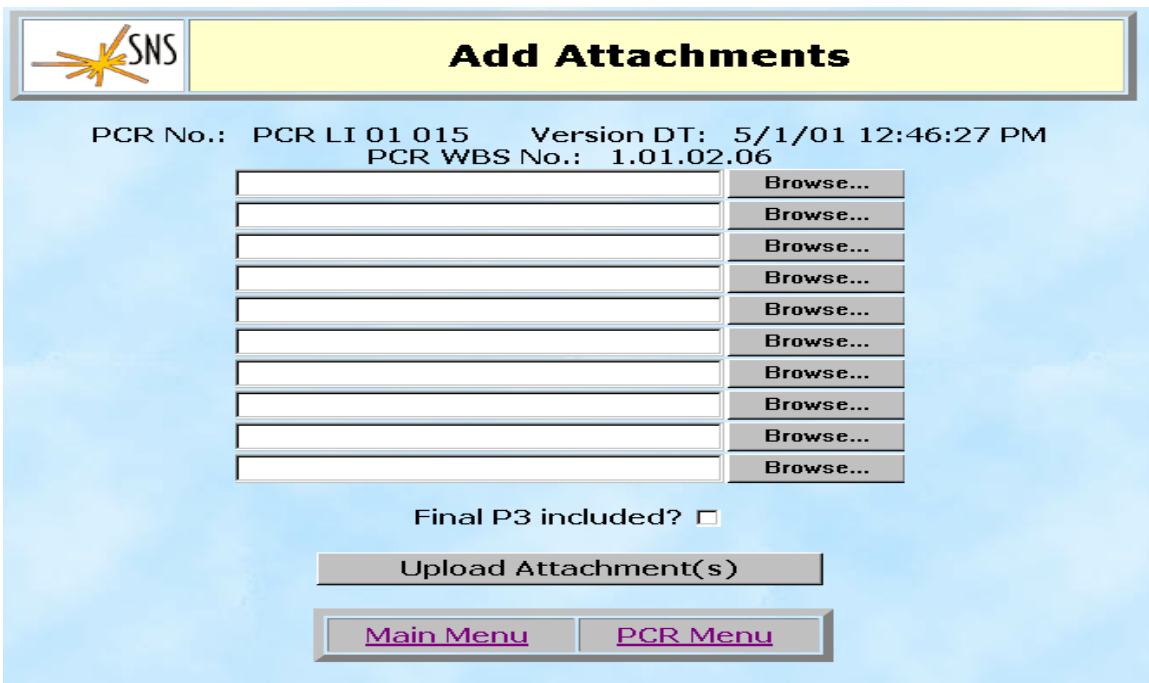 SNS
Add Attachments
PCR No.: PCR LI 01 015 Version DT: 5/1/01 12:46:27 PM
PCR WBS No.: 1.01.02.06
Browse...
Browse...
Browse...
Browse...
Browse...
Browse...
Browse...
Browse...
Browse...
Browse...
Final P3 included?
Upload Attachment(s)
Main Menu PCR Menu